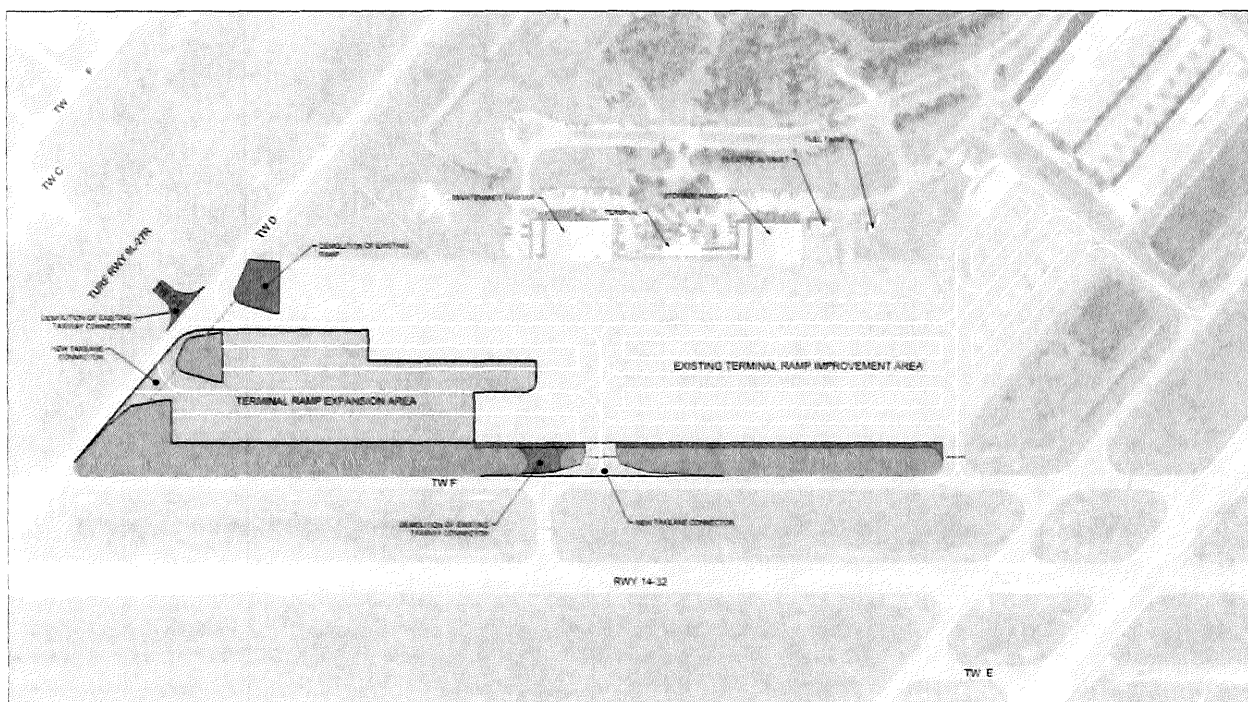 TW
TW C
TW D
TURF RWY 9L-27R
FUEL FARM
ELECTRICAL VAULT
MAINTENANCE HANGAR
STORAGE HANGAR
TERMINAL
DEMOLITION OF EXISTING
RAMP
DEMOLITION OF EXISTING
TAXIWAY CONNECTOR
NEW TAXILANE
CONNECTOR
EXISTING TERMINAL RAMP IMPROVEMENT AREA
TERMINAL RAMP EXPANSION AREA
TW F
DEMOLITION OF EXISTING
TAXIWAY CONNECTOR
NEW TAXILANE CONNECTOR
RWY 14-32
TW E